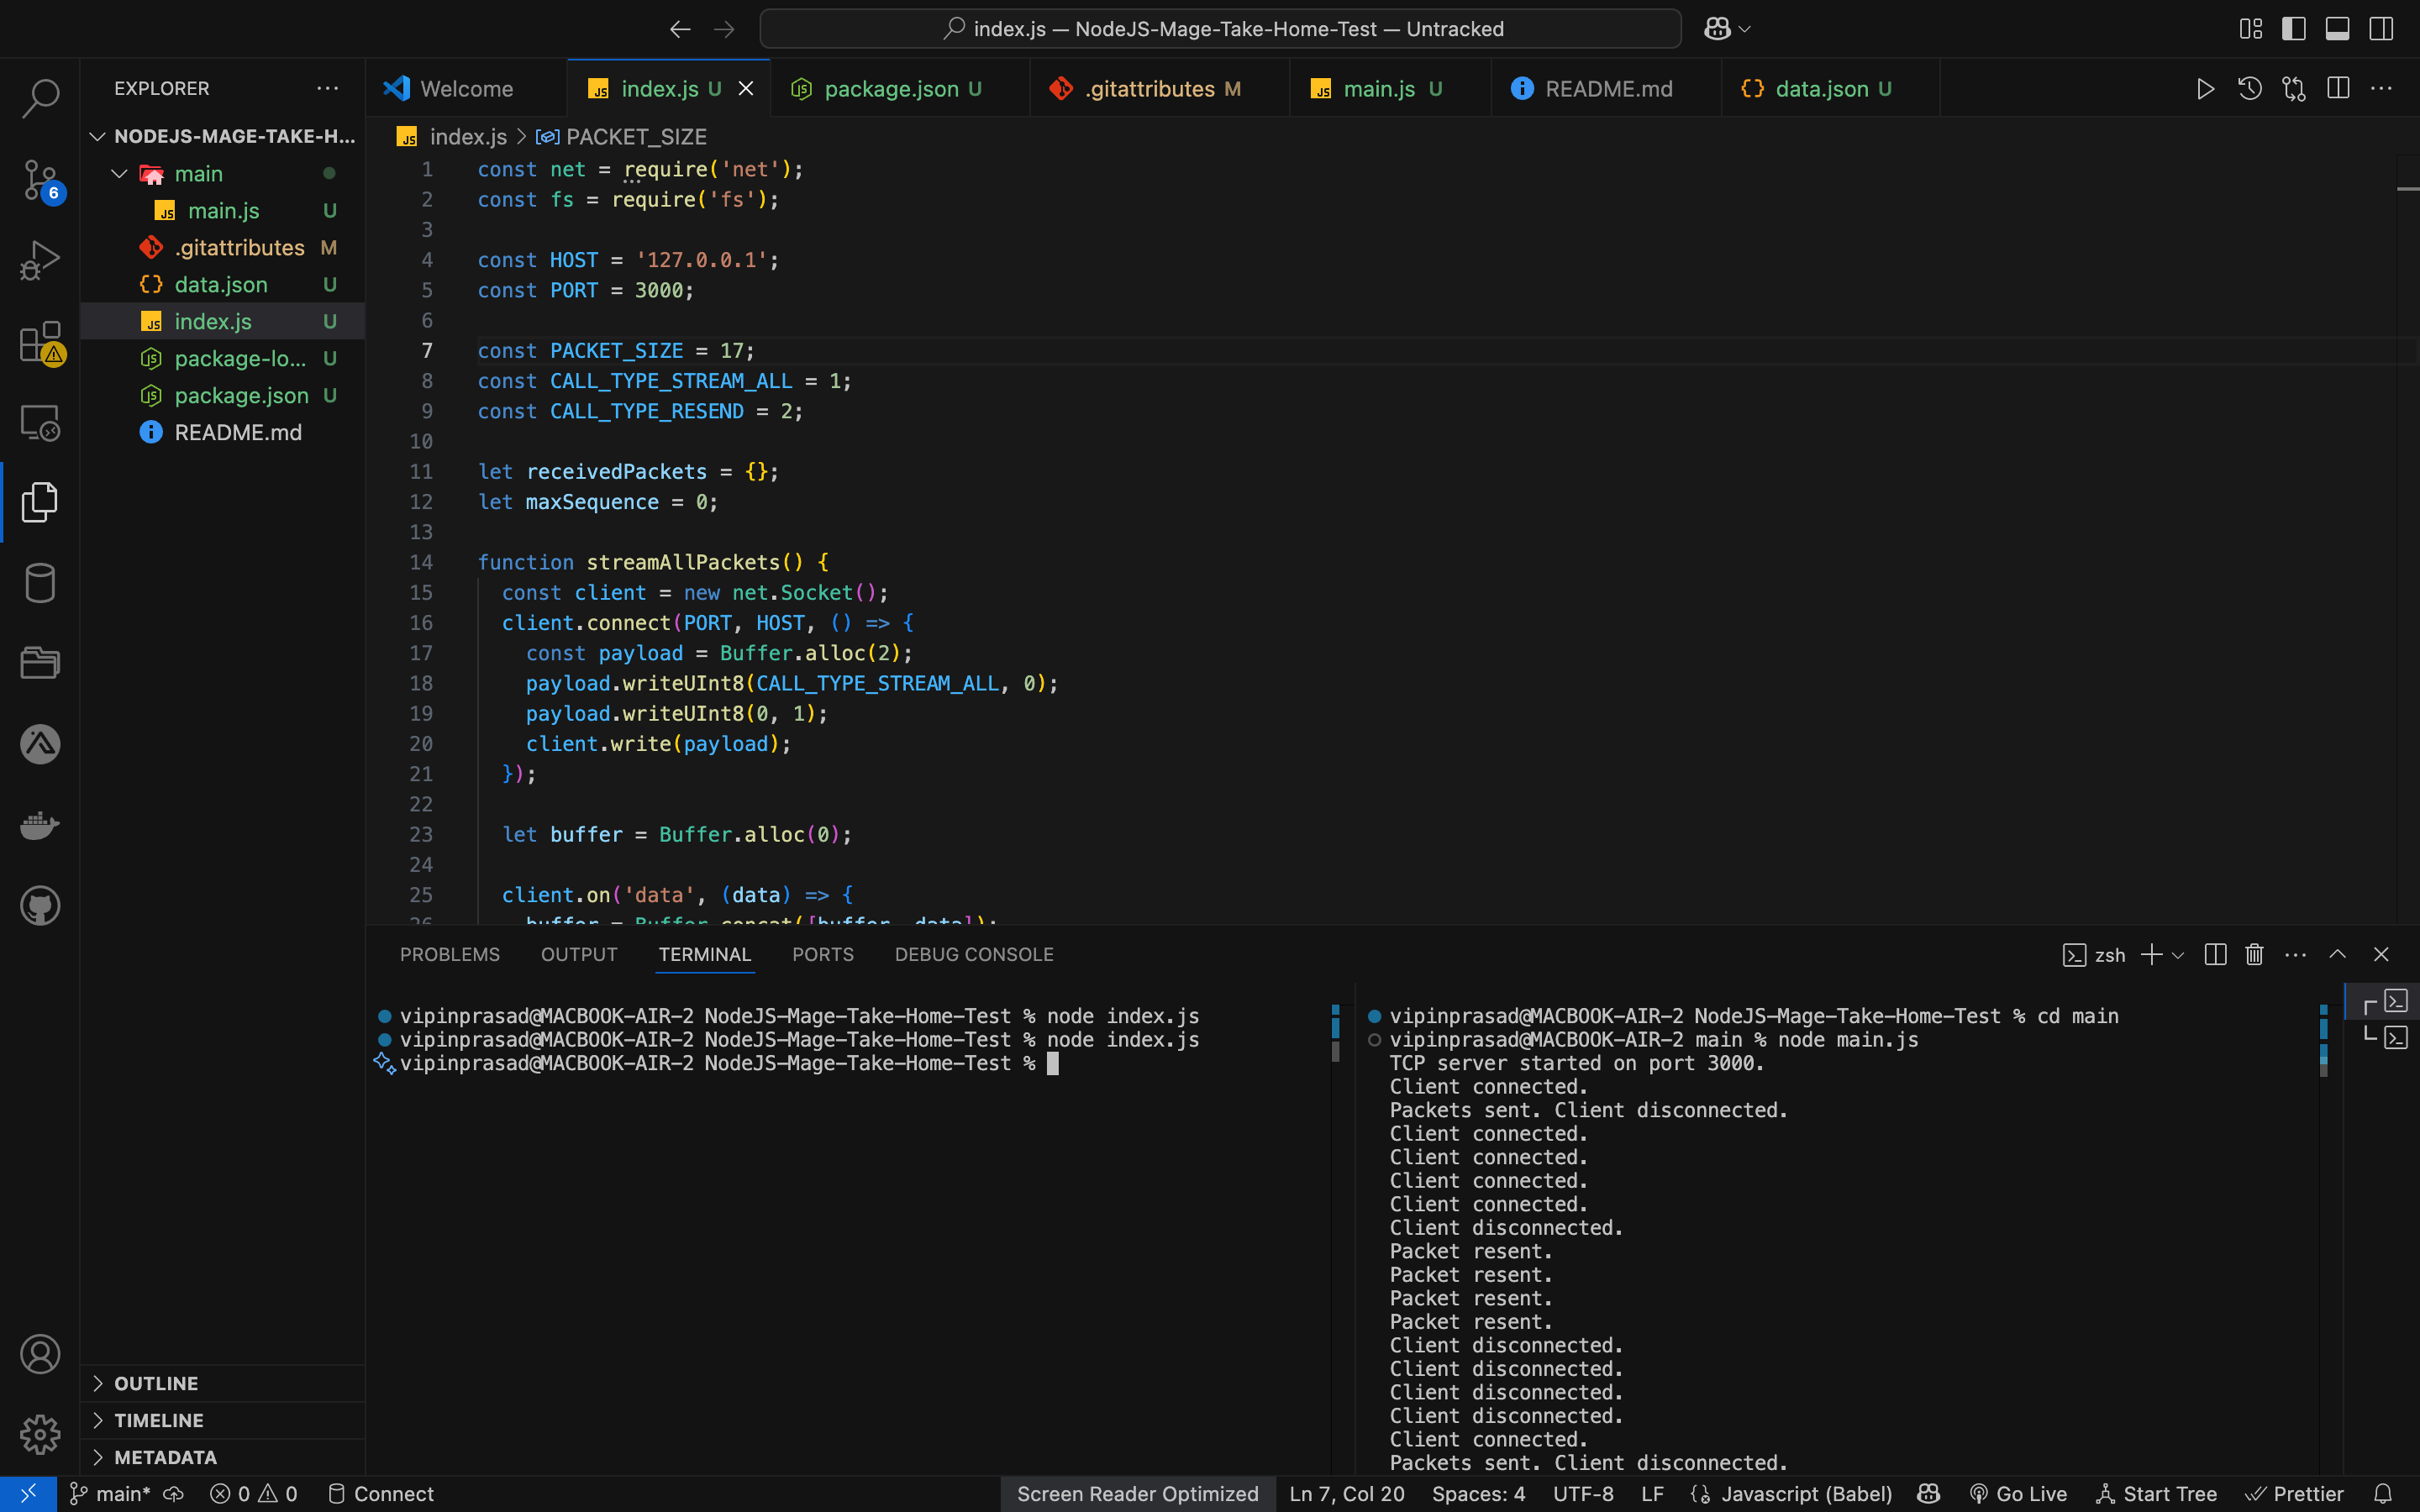 index.js — NodeJS-Mage-Take-Home-Test — Untracked
EXPLORER
Welcome
index.js U
package.json U
.gitattributes M
main.js U
README.md
data.json U
NODEJS-MAGE-TAKE-H...
main
main.js U
.gitattributes M
data.json U
index.js U
package-lo... U
package.json U
README.md
6
index.js > PACKET_SIZE
1 const net = require('net');
2 const fs = require('fs');
3
4 const HOST = '127.0.0.1';
5 const PORT = 3000;
6
7 const PACKET_SIZE = 17;
8 const CALL_TYPE_STREAM_ALL = 1;
9 const CALL_TYPE_RESEND = 2;
10
11 let receivedPackets = {};
12 let maxSequence = 0;
13
14 function streamAllPackets() {
15 const client = new net.Socket();
16 client.connect(PORT, HOST, () => {
17 const payload = Buffer.alloc(2);
18 payload.writeUInt8(CALL_TYPE_STREAM_ALL, 0);
19 payload.writeUInt8(0, 1);
20 client.write(payload);
21 });
22
23 let buffer = Buffer.alloc(0);
24
25 client.on('data', (data) => {
26 buffer = Buffer.concat([buffer, data]);
PROBLEMS
OUTPUT
TERMINAL
PORTS
DEBUG CONSOLE
zsh
vipinprasad@MACBOOK-AIR-2 NodeJS-Mage-Take-Home-Test % node index.js
vipinprasad@MACBOOK-AIR-2 NodeJS-Mage-Take-Home-Test % node index.js
vipinprasad@MACBOOK-AIR-2 NodeJS-Mage-Take-Home-Test %
vipinprasad@MACBOOK-AIR-2 NodeJS-Mage-Take-Home-Test % cd main
vipinprasad@MACBOOK-AIR-2 main % node main.js
TCP server started on port 3000.
Client connected.
Packets sent. Client disconnected.
Client connected.
Client connected.
Client connected.
Client connected.
Client disconnected.
Packet resent.
Packet resent.
Packet resent.
Packet resent.
Client disconnected.
Client disconnected.
Client disconnected.
Client disconnected.
Client connected.
Packets sent. Client disconnected.
OUTLINE
TIMELINE
METADATA
main*
0
0
Connect
Screen Reader Optimized
Ln 7, Col 20
Spaces: 4
UTF-8
LF
Javascript (Babel)
Go Live
Start Tree
Prettier